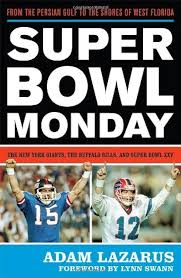 FROM THE PERSIAN GULF TO THE SHORES OF WEST FLORIDA
SUPER
BOWL
MONDAY
THE NEW YORK GIANTS, THE BUFFALO BILLS, AND SUPER BOWL XXV
15
12
ADAM LAZARUS
FOREWORD BY LYNN SWANN